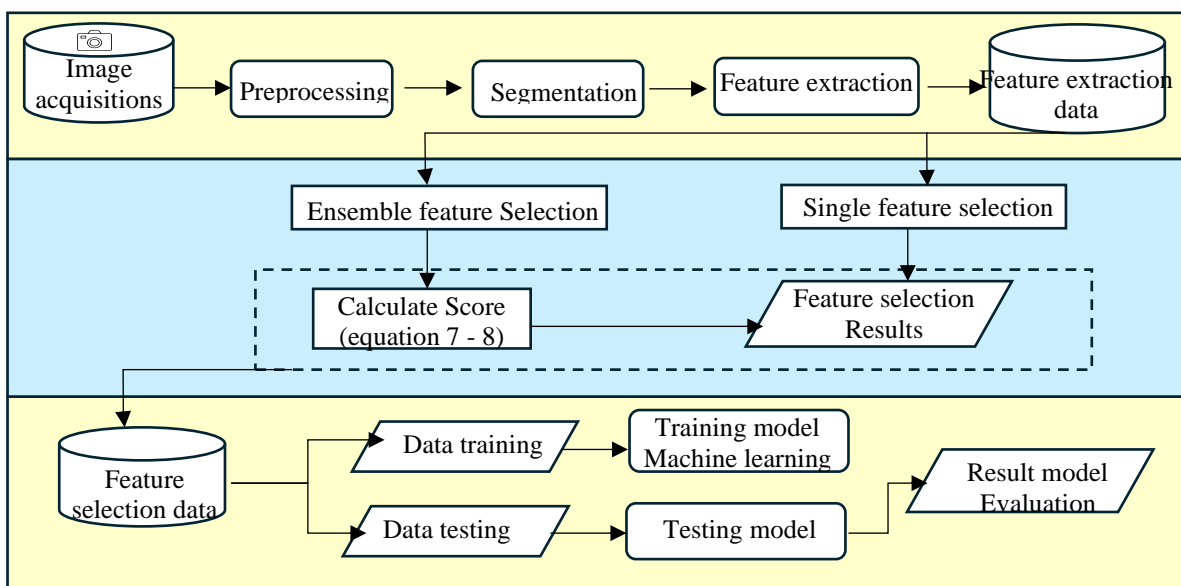 Image
acquisitions
Preprocessing
Segmentation
Feature extraction
Feature extraction
data
Ensemble feature Selection
Single feature selection
Calculate Score
(equation 7 - 8)
Feature selection
Results
Feature
selection data
Data training
Training model
Machine learning
Data testing
Testing model
Result model
Evaluation